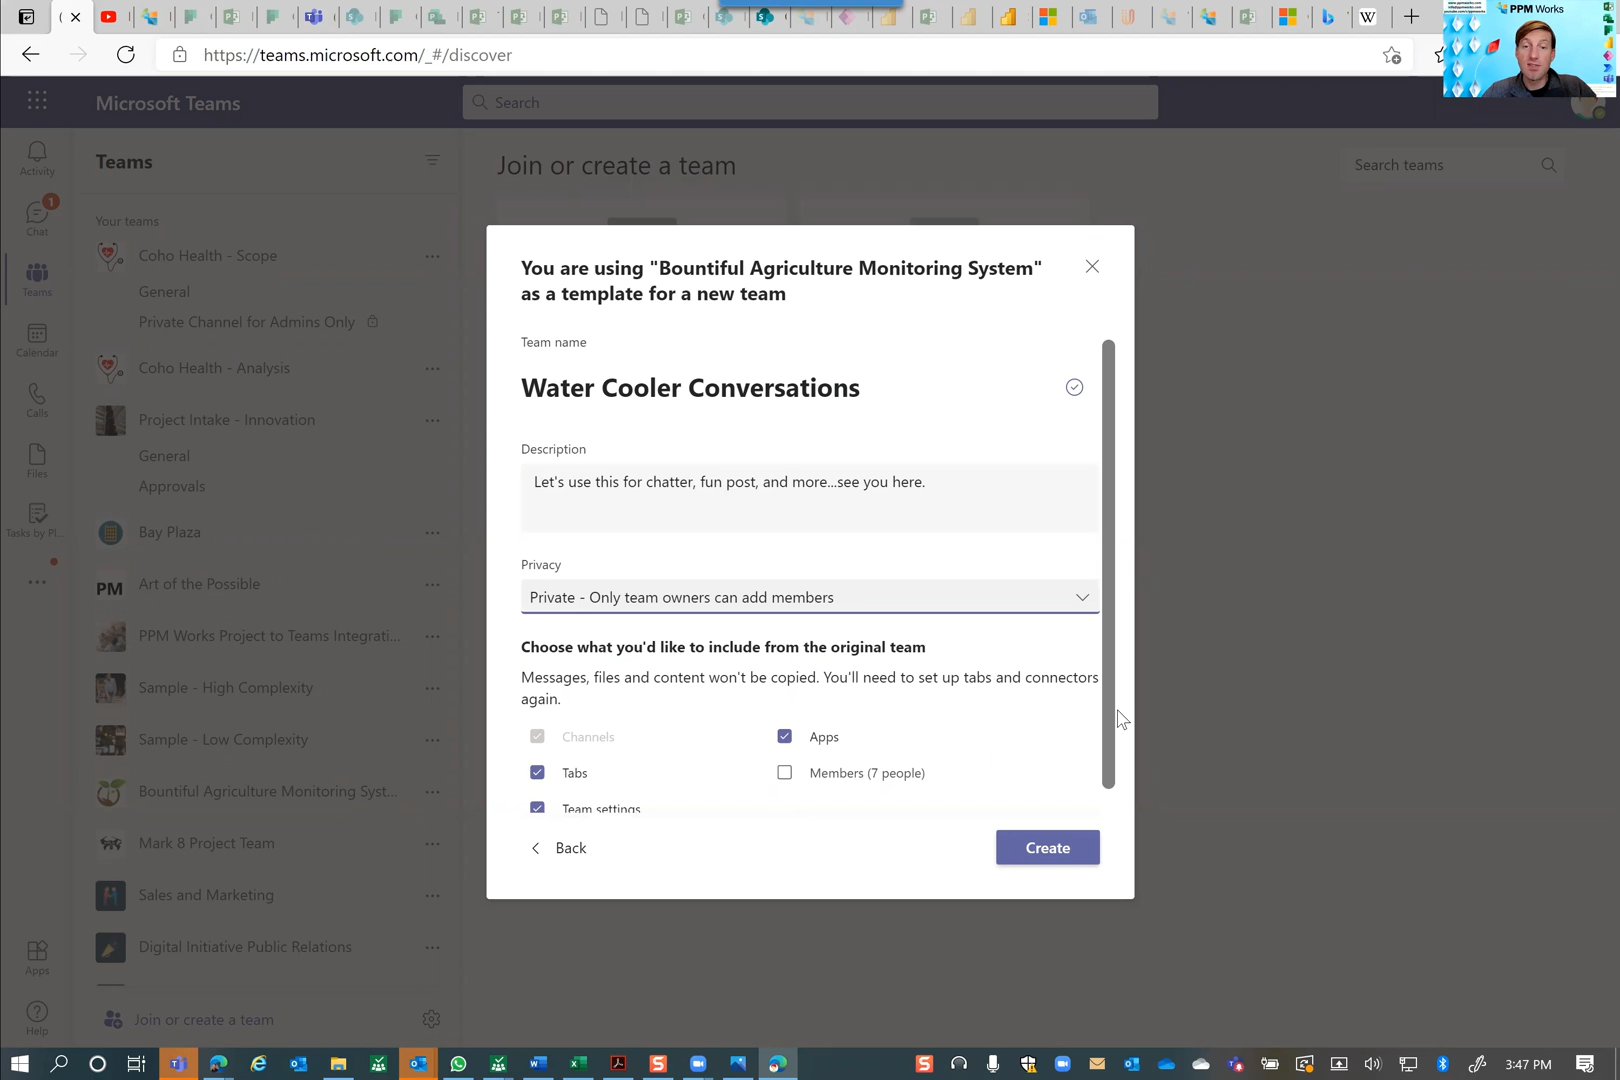 https://teams.microsoft.com/_#/discover
PPM Works
Microsoft Teams
Search
Activity
1
Chat
Teams
Calendar
Calls
Files
Tasks by Pl...
Apps
Help
Teams
Your teams
Coho Health - Scope
General
Private Channel for Admins Only
Coho Health - Analysis
Project Intake - Innovation
General
Approvals
Bay Plaza
PM
Art of the Possible
PPM Works Project to Teams Integrati...
Sample - High Complexity
Sample - Low Complexity
Bountiful Agriculture Monitoring Syst...
Mark 8 Project Team
Sales and Marketing
Digital Initiative Public Relations
Join or create a team
Join or create a team
Search teams
You are using "Bountiful Agriculture Monitoring System"
as a template for a new team
Team name
Water Cooler Conversations
Description
Let's use this for chatter, fun post, and more...see you here.
Privacy
Private - Only team owners can add members
Choose what you'd like to include from the original team
Messages, files and content won't be copied. You'll need to set up tabs and connectors
again.
Channels
Apps
Tabs
Members (7 people)
Team settings
Back
Create
3:47 PM